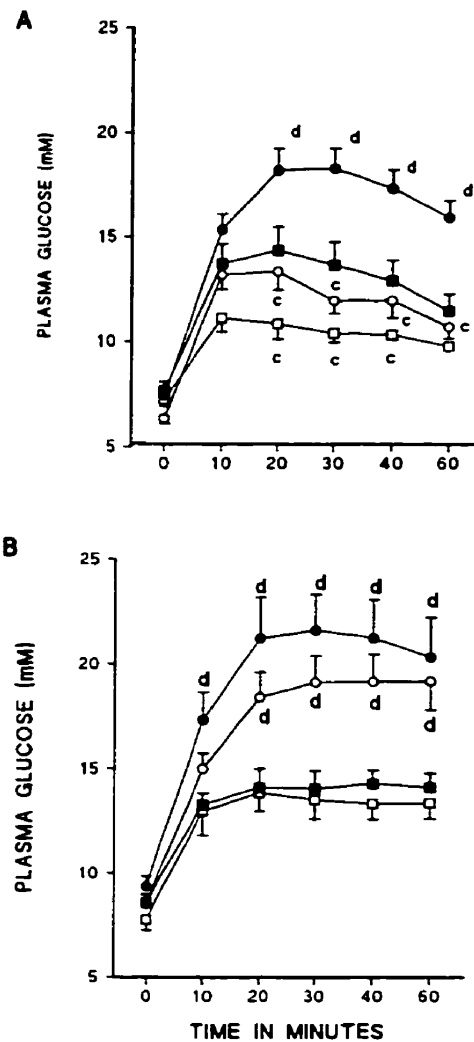 A
PLASMA GLUCOSE (mM)
25
20
15
10
5
d d d d
c c c c
c c c
0 10 20 30 40 60
B
PLASMA GLUCOSE (mM)
25
20
15
10
5
d d d d d
d d d d
0 10 20 30 40 60
TIME IN MINUTES